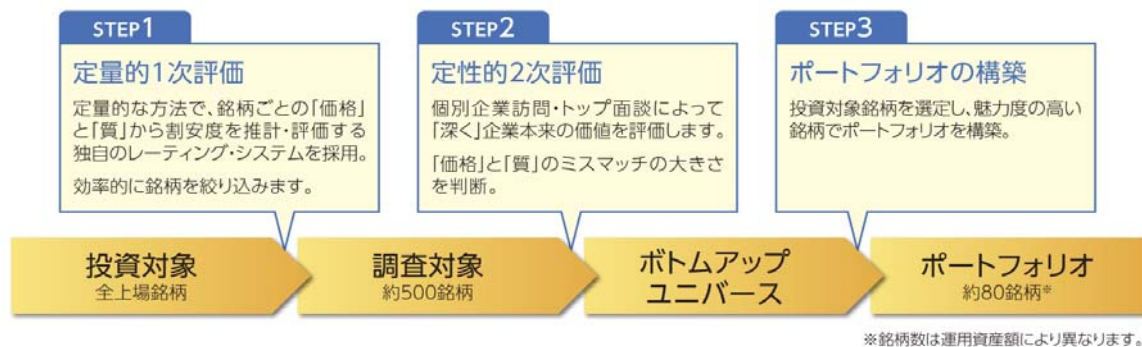 STEP1
定量的1次評価
定量的な方法で、銘柄ごとの「価格」
と「質」から割安度を推計・評価する
独自のレーティング・システムを採用。
効率的に銘柄を絞り込みます。
STEP2
定性的2次評価
個別企業訪問・トップ面談によって
「深く」企業本来の価値を評価します。
「価格」と「質」のミスマッチの大きさ
を判断。
STEP3
ポートフォリオの構築
投資対象銘柄を選定し、魅力度の高い
銘柄でポートフォリオを構築。
投資対象
全上場銘柄
調査対象
約500銘柄
ボトムアップ
ユニバース
ポートフォリオ
約80銘柄※
※銘柄数は運用資産額により異なります。